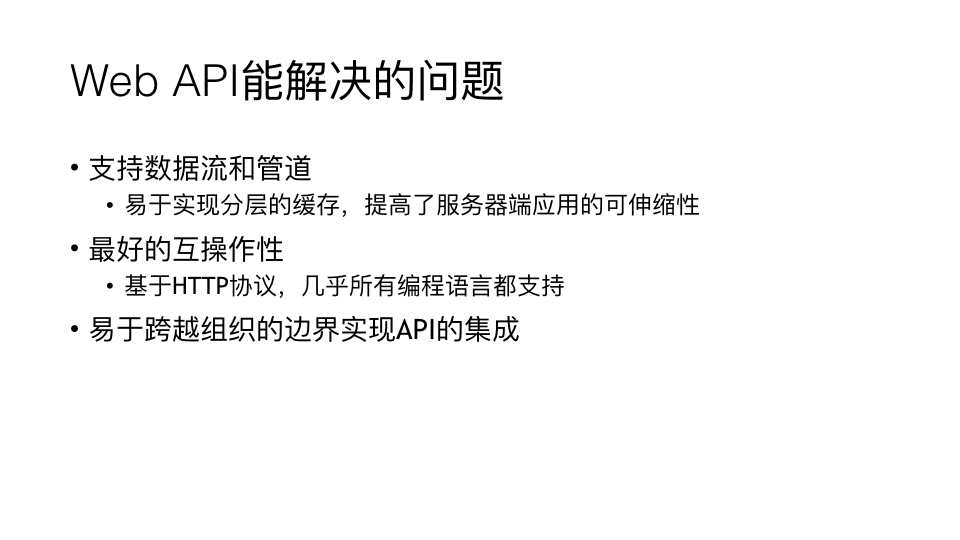 Web API能解决的问题
• 支持数据流和管道
• 易于实现分层的缓存，提高了服务器端应用的可伸缩性
• 最好的互操作性
• 基于HTTP协议，几乎所有编程语言都支持
• 易于跨越组织的边界实现API的集成